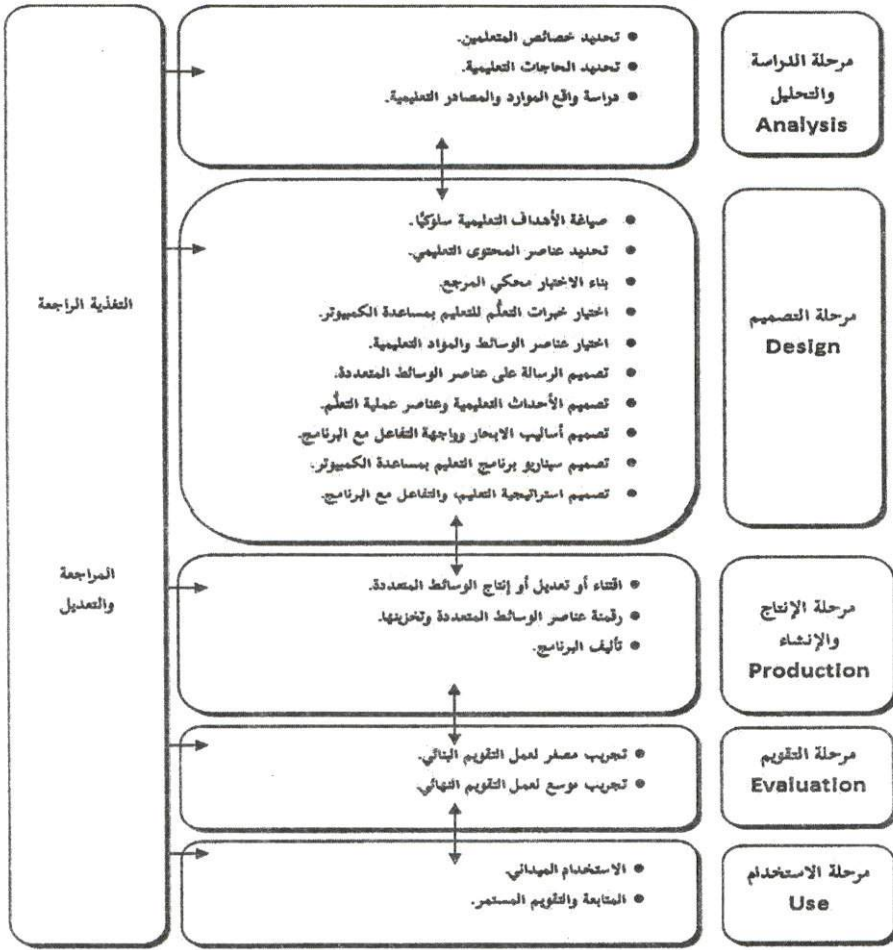 مرحلة الدراسة
والتحليل
Analysis
● تحديد خصائص المتعلمين.
● تحديد الحاجات التعليمية.
● دراسة واقع الموارد والمصادر التعليمية.
مرحلة التصميم
Design
● صياغة الأهداف التعليمية سلوكيًا.
● تحديد عناصر المحتوى التعليمي.
● بناء الاختبار محكي المرجع.
● اختيار خبرات التعلُّم للتعليم بمساعدة الكمبيوتر.
● اختيار عناصر الوسائط والمواد التعليمية.
● تصميم الرسالة على عناصر الوسائط المتعددة.
● تصميم الأحداث التعليمية وعناصر عملية التعلُّم.
● تصميم أساليب الابحار وواجهة التفاعل مع البرنامج.
● تصميم سيناريو برنامج التعليم بمساعدة الكمبيوتر.
● تصميم استراتيجية التعليم، والتفاعل مع البرنامج.
مرحلة الإنتاج
والإنشاء
Production
● اقتناء أو تعديل أو إنتاج الوسائط المتعددة.
● رقمنة عناصر الوسائط المتعددة وتخزينها.
● تأليف البرنامج.
مرحلة التقويم
Evaluation
● تجريب مصغر لعمل التقويم البنائي.
● تجريب موسع لعمل التقويم النهائي.
مرحلة الاستخدام
Use
● الاستخدام الميداني.
● المتابعة والتقويم المستمر.
التغذية الراجعة
المراجعة
والتعديل